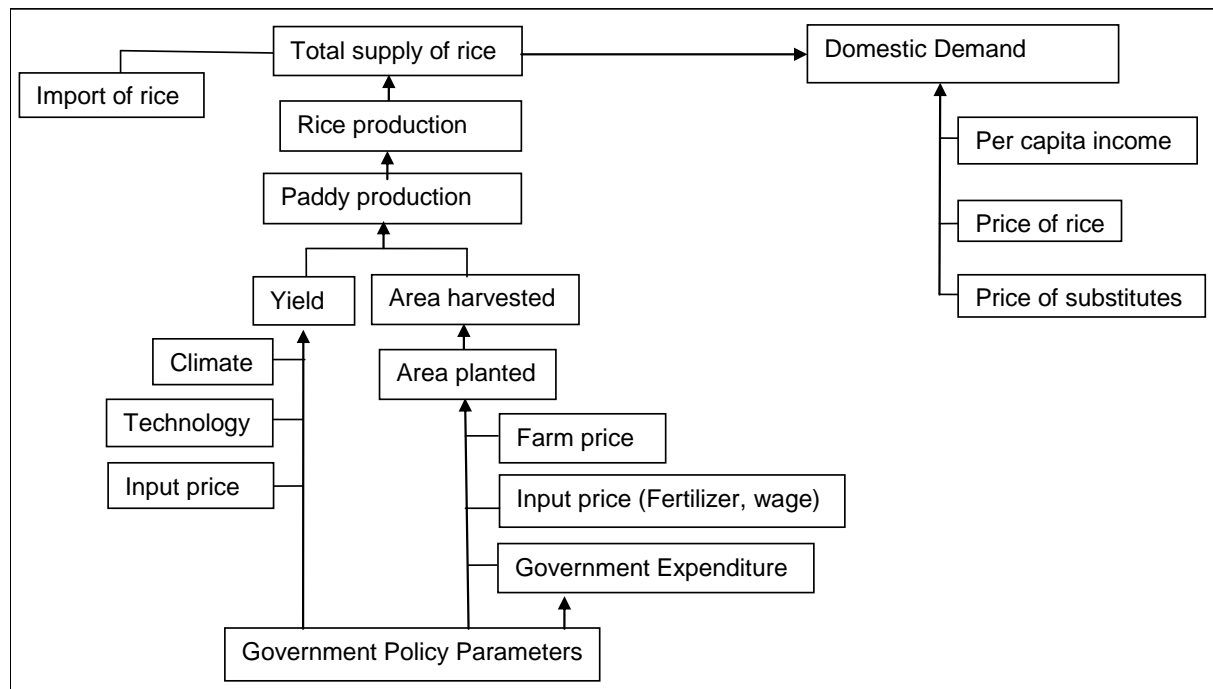 Total supply of rice
Domestic Demand
Import of rice
Rice production
Per capita income
Paddy production
Price of rice
Yield
Area harvested
Price of substitutes
Climate
Area planted
Technology
Farm price
Input price
Input price (Fertilizer, wage)
Government Expenditure
Government Policy Parameters